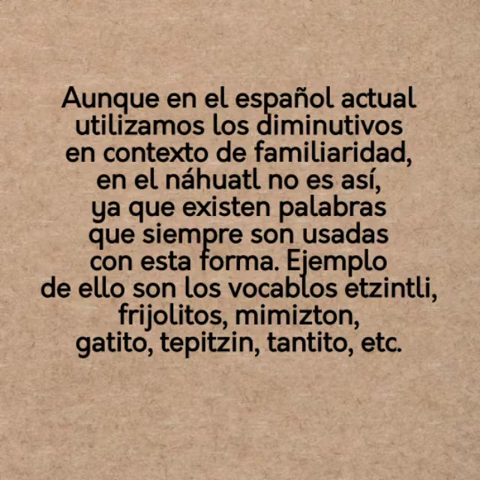 Aunque en el español actual
utilizamos los diminutivos
en contexto de familiaridad,
en el náhuatl no es así,
ya que existen palabras
que siempre son usadas
con esta forma. Ejemplo
de ello son los vocablos etzintli,
frijolitos, mimizton,
gatito, tepitzin, tantito, etc.